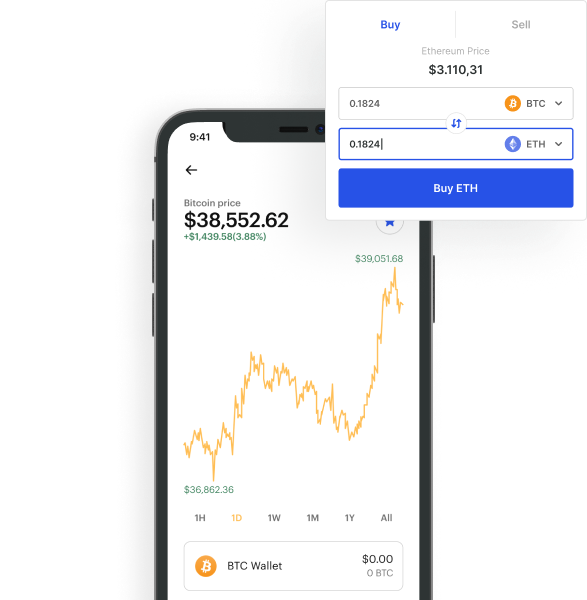 Buy Sell
Ethereum Price
$3.110,31
0.1824 BTC
0.1824 ETH
Buy ETH
9:41
Bitcoin price
$38,552.62
+$1,439.58(3.88%)
$39,051.68
$36,862.36
1H 1D 1W 1M 1Y All
BTC Wallet $0.00
0 BTC